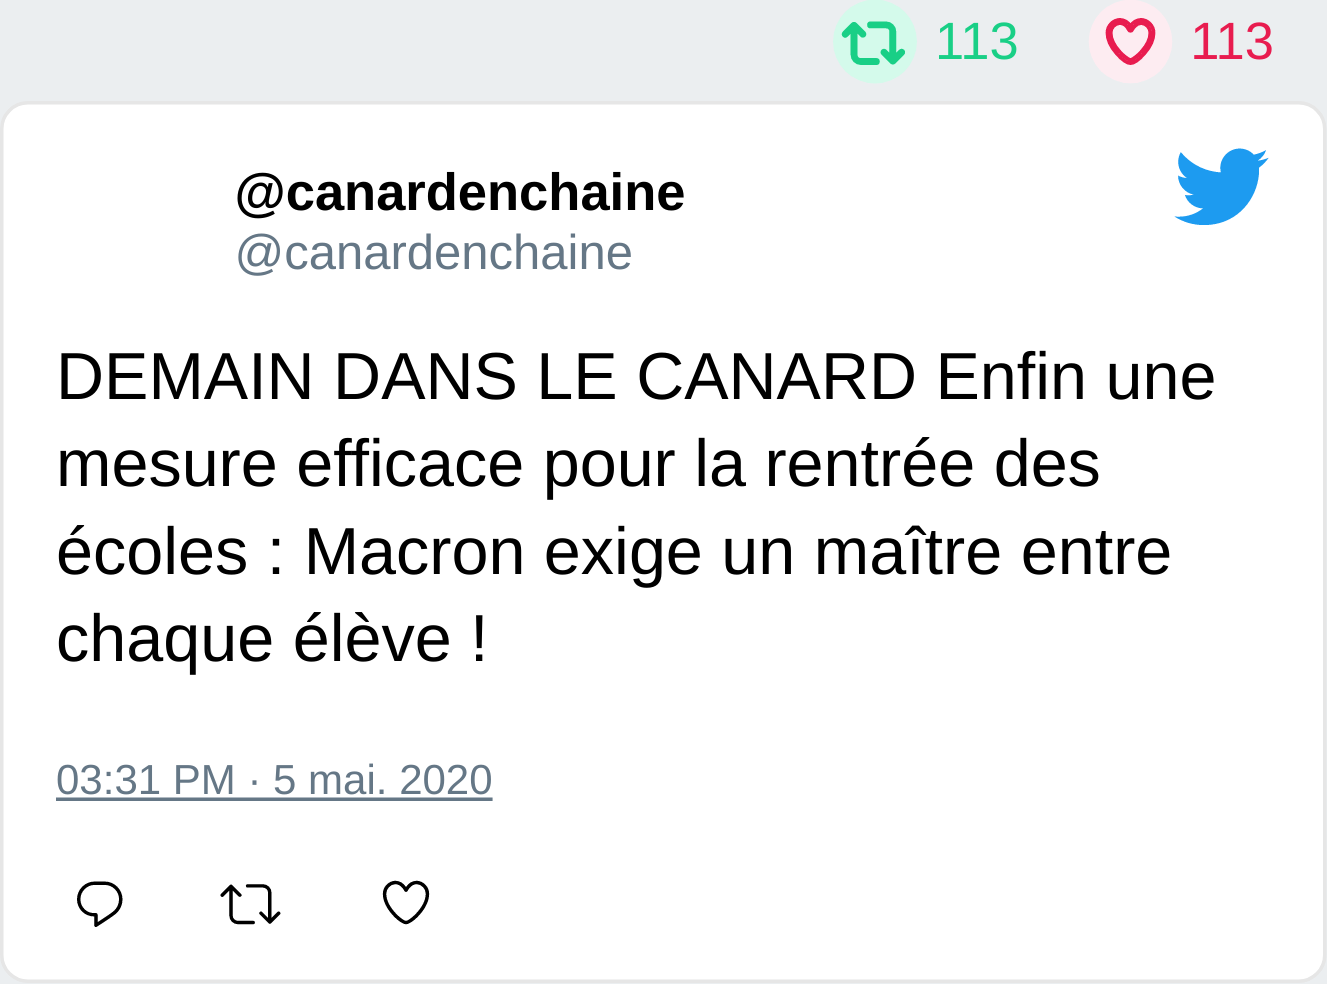 113 113
@canardenchaine
@canardenchaine
DEMAIN DANS LE CANARD Enfin une
mesure efficace pour la rentrée des
écoles : Macron exige un maître entre
chaque élève !
03:31 PM · 5 mai. 2020